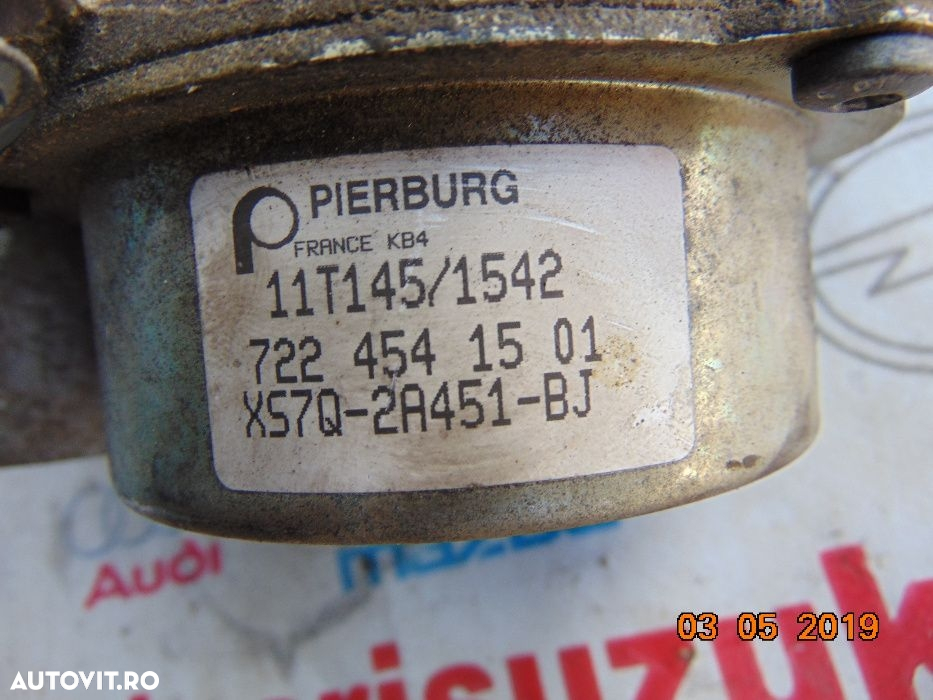 PIERBURG
FRANCE KB4
11T145/1542
722 454 15 01
XS7Q-2A451-BJ
Audi
03 05 2019
AUTOVIT.RO